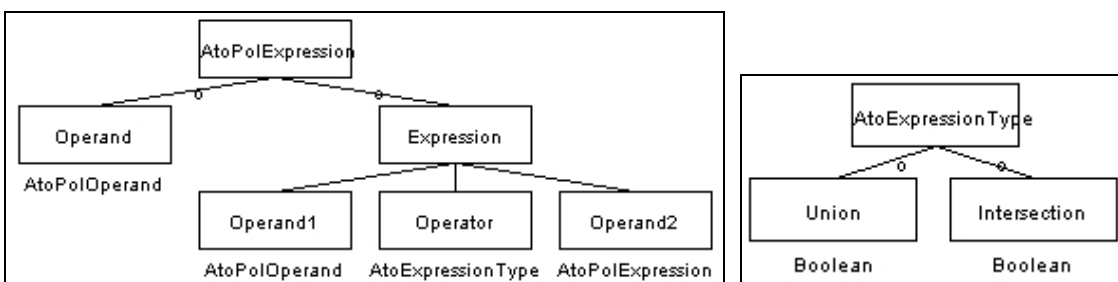 AtoPolExpression
Operand
Expression
AtoPolOperand
Operand1
Operator
Operand2
AtoPolOperand
AtoExpressionType
AtoPolExpression
AtoExpressionType
Union
Intersection
Boolean
Boolean